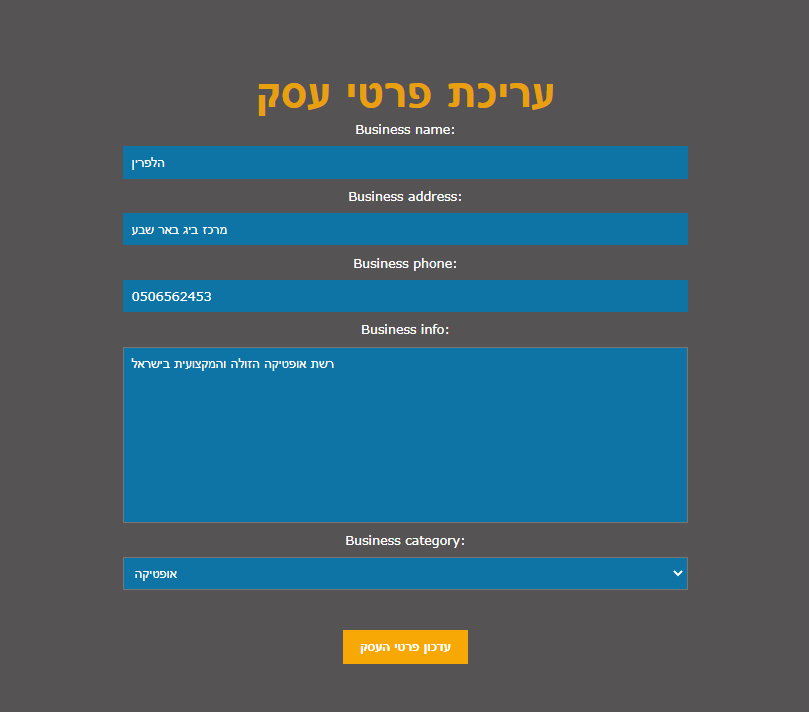 עריכת פרטי עסק
Business name:
הלפרין
Business address:
מרכז ביג באר שבע
Business phone:
0506562453
Business info:
רשת אופטיקה הזולה והמקצועית בישראל
Business category:
אופטיקה
עדכון פרטי העסק